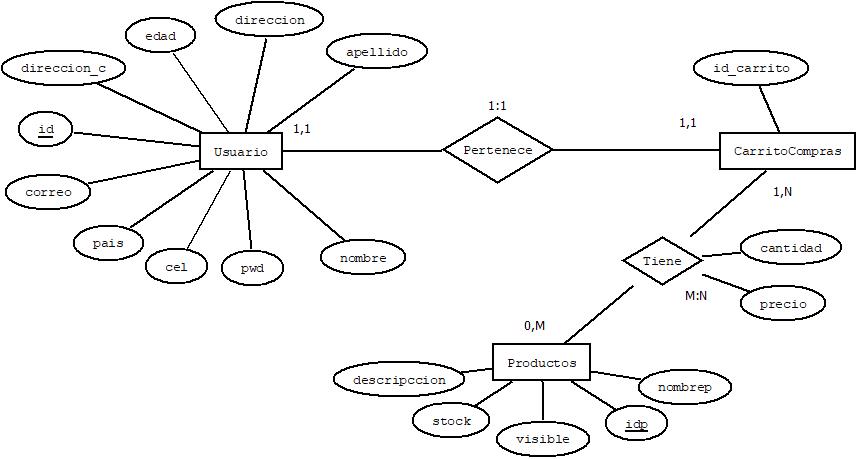 direccion
edad
apellido
direccion_c
id_carrito
1:1
id
1,1
1,1
Usuario
Pertenece
CarritoCompras
correo
1,N
pais
cantidad
nombre
Tiene
cel
pwd
M:N
precio
0,M
Productos
descripccion
nombrep
stock
idp
visible